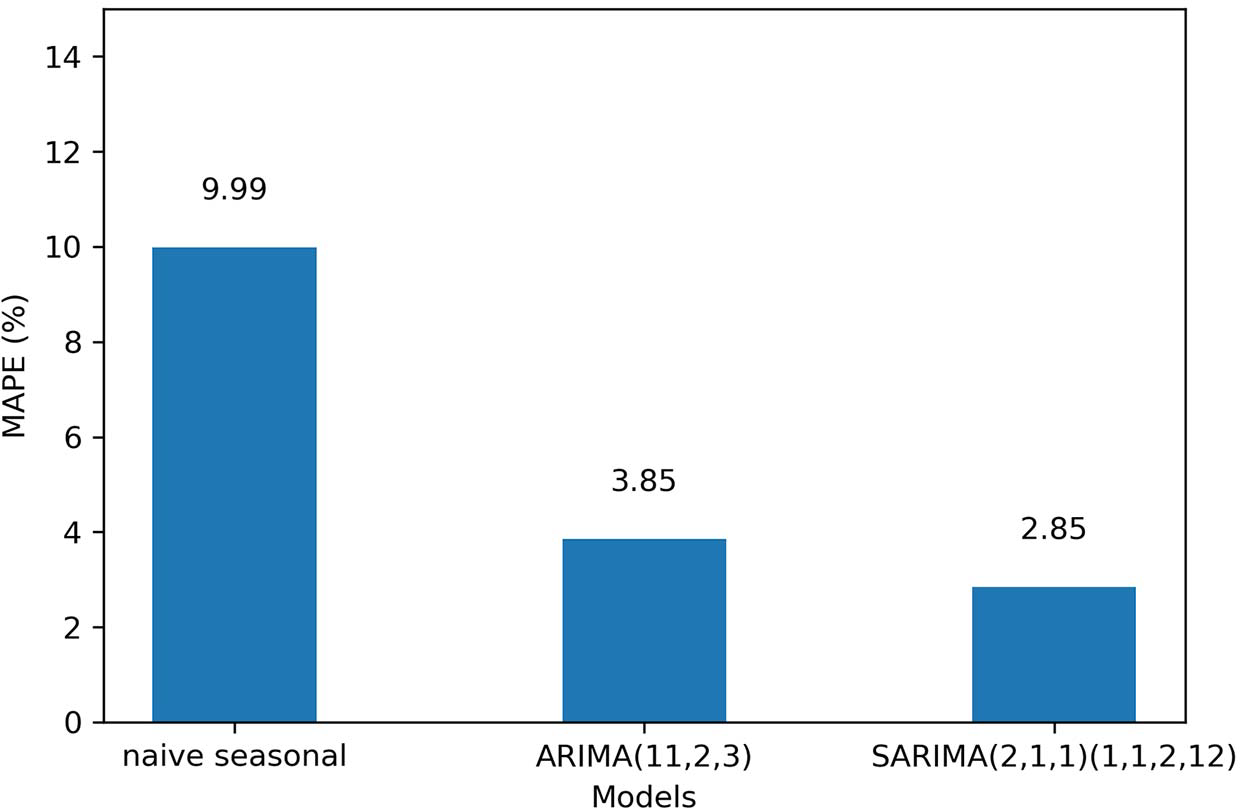 14
12
10
8
6
4
2
0
MAPE (%)
9.99
3.85
2.85
naive seasonal
ARIMA(11,2,3)
SARIMA(2,1,1)(1,1,2,12)
Models